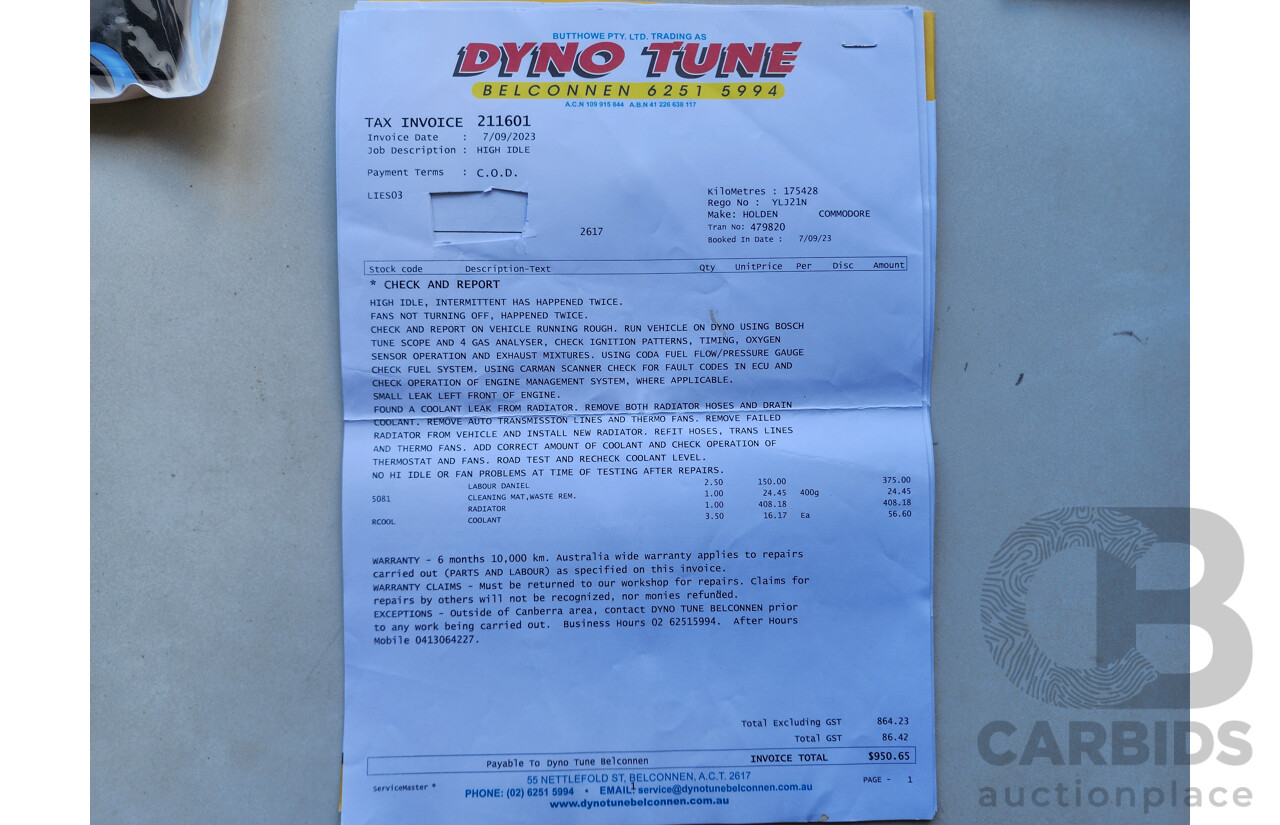 BUTTHOWE PTY. LTD. TRADING AS
DYNO TUNE
BELCONNEN 6251 5994
A.C.N 109 915 844 A.B.N 41 226 638 117
TAX INVOICE 211601
Invoice Date : 7/09/2023
Job Description : HIGH IDLE
Payment Terms : C.O.D.
LIES03
2617
KiloMetres : 175428
Rego No : YLJ21N
Make: HOLDEN COMMODORE
Tran No: 479820
Booked In Date : 7/09/23
Stock code Description-Text Qty UnitPrice Per Disc Amount
* CHECK AND REPORT
HIGH IDLE, INTERMITTENT HAS HAPPENED TWICE.
FANS NOT TURNING OFF, HAPPENED TWICE.
CHECK AND REPORT ON VEHICLE RUNNING ROUGH. RUN VEHICLE ON DYNO USING BOSCH
TUNE SCOPE AND 4 GAS ANALYSER, CHECK IGNITION PATTERNS, TIMING, OXYGEN
SENSOR OPERATION AND EXHAUST MIXTURES. USING CODA FUEL FLOW/PRESSURE GAUGE
CHECK FUEL SYSTEM. USING CARMAN SCANNER CHECK FOR FAULT CODES IN ECU AND
CHECK OPERATION OF ENGINE MANAGEMENT SYSTEM, WHERE APPLICABLE.
SMALL LEAK LEFT FRONT OF ENGINE.
FOUND A COOLANT LEAK FROM RADIATOR. REMOVE BOTH RADIATOR HOSES AND DRAIN
COOLANT. REMOVE AUTO TRANSMISSION LINES AND THERMO FANS. REMOVE FAILED
RADIATOR FROM VEHICLE AND INSTALL NEW RADIATOR. REFIT HOSES, TRANS LINES
AND THERMO FANS. ADD CORRECT AMOUNT OF COOLANT AND CHECK OPERATION OF
THERMOSTAT AND FANS. ROAD TEST AND RECHECK COOLANT LEVEL.
NO HI IDLE OR FAN PROBLEMS AT TIME OF TESTING AFTER REPAIRS.
LABOUR DANIEL 2.50 150.00 375.00
5081 CLEANING MAT,WASTE REM. 1.00 24.45 400g 24.45
RADIATOR 1.00 408.18 408.18
RCOOL COOLANT 3.50 16.17 Ea 56.60
WARRANTY - 6 months 10,000 km. Australia wide warranty applies to repairs
carried out (PARTS AND LABOUR) as specified on this invoice.
WARRANTY CLAIMS - Must be returned to our workshop for repairs. Claims for
repairs by others will not be recognized, nor monies refunded.
EXCEPTIONS - Outside of Canberra area, contact DYNO TUNE BELCONNEN prior
to any work being carried out. Business Hours 02 62515994. After Hours
Mobile 0413064227.
Total Excluding GST 864.23
Total GST 86.42
Payable To Dyno Tune Belconnen INVOICE TOTAL $950.65
ServiceMaster * 55 NETTLEFOLD ST, BELCONNEN, A.C.T. 2617 PAGE - 1
PHONE: (02) 6251 5994 • EMAIL: service@dynotunebelconnen.com.au
www.dynotunebelconnen.com.au
CB
CARBIDS
auctionplace